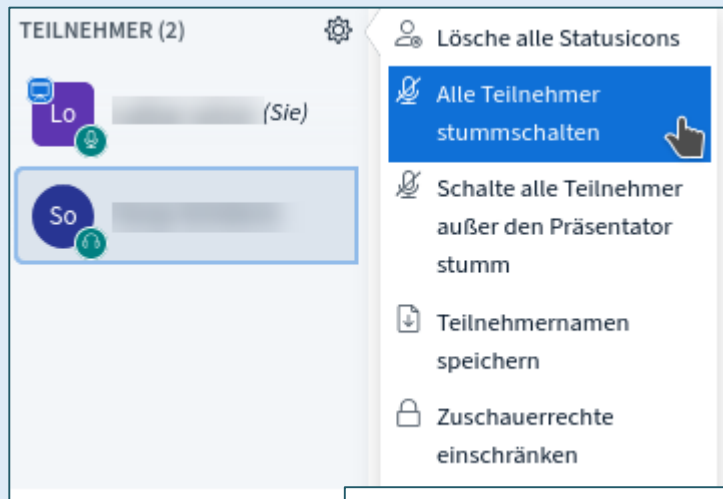 TEILNEHMER (2)
Lo
(Sie)
So
Lösche alle Statusicons
Alle Teilnehmer
stummschalten
Schalte alle Teilnehmer
außer den Präsentator
stumm
Teilnehmernamen
speichern
Zuschauerrechte
einschränken